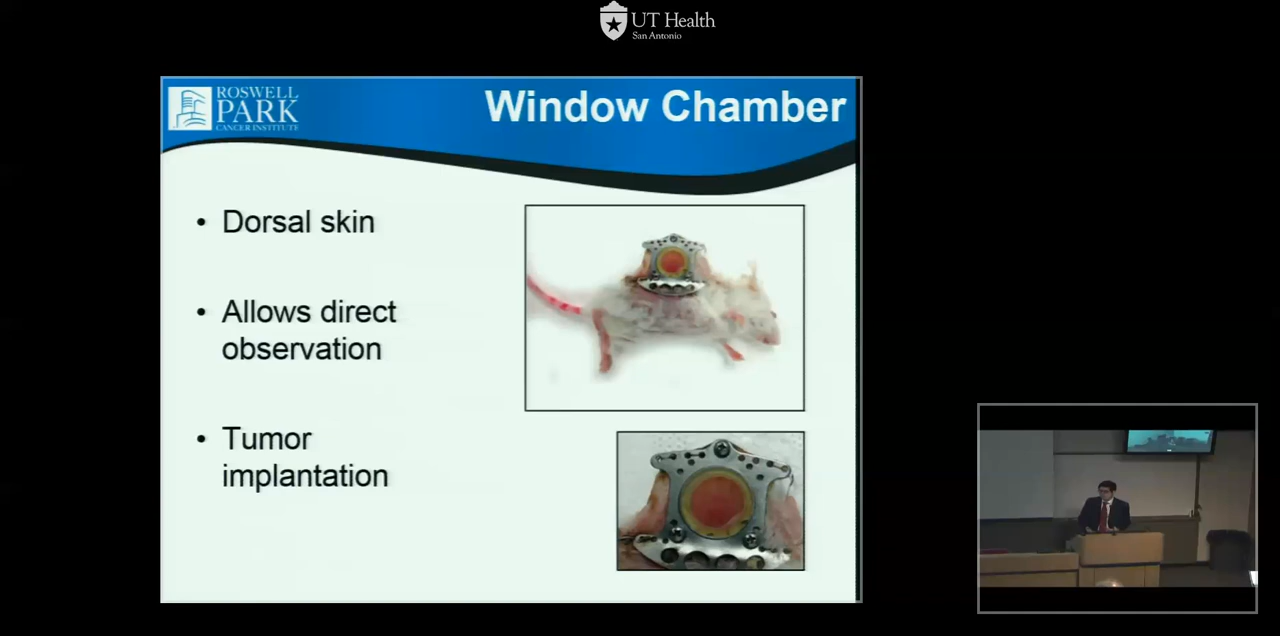 UT Health
San Antonio
ROSWELL
PARK
CANCER INSTITUTE
Window Chamber
• Dorsal skin
• Allows direct
observation
• Tumor
implantation